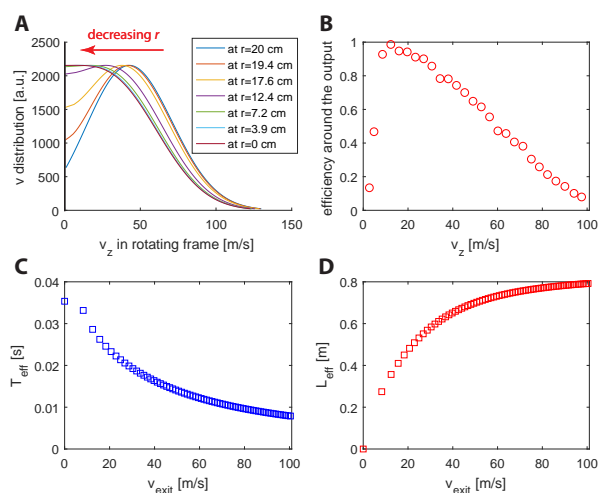 A
decreasing r
v distribution [a.u.]
2500
2000
1500
1000
500
0
0
50
100
150
v_z in rotating frame [m/s]
at r=20 cm
at r=19.4 cm
at r=17.6 cm
at r=12.4 cm
at r=7.2 cm
at r=3.9 cm
at r=0 cm
B
efficiency around the output
1
0.8
0.6
0.4
0.2
0
0
20
40
60
80
100
v_z [m/s]
C
T_eff [s]
0.04
0.03
0.02
0.01
0
0
20
40
60
80
100
v_exit [m/s]
D
L_eff [m]
0.8
0.6
0.4
0.2
0
0
20
40
60
80
100
v_exit [m/s]